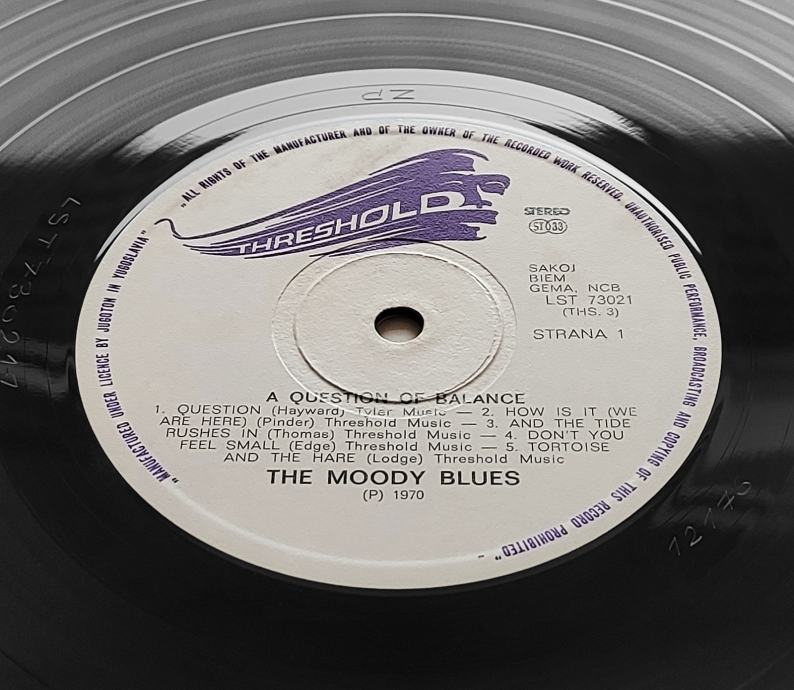 ZP
„ALL RIGHTS OF THE MANUFACTURER AND OF THE OWNER OF THE RECORDED WORK RESERVED. UNAUTHORISED PUBLIC PERFORMANCE, BROADCASTING AND COPYING OF THIS RECORD PROHIBITED" –
„MANUFACTURED UNDER LICENCE BY JUGOTON IN YUGOSLAVIA"
THRESHOLD
STEREO
ST 33
SAKOJ
BIEM
GEMA, NCB
LST 73021
(THS. 3)
STRANA 1
A QUESTION OF BALANCE
1. QUESTION (Hayward) Tyler Music — 2. HOW IS IT (WE
ARE HERE) (Pinder) Threshold Music — 3. AND THE TIDE
RUSHES IN (Thomas) Threshold Music — 4. DON'T YOU
FEEL SMALL (Edge) Threshold Music — 5. TORTOISE
AND THE HARE (Lodge) Threshold Music
THE MOODY BLUES
(P) 1970